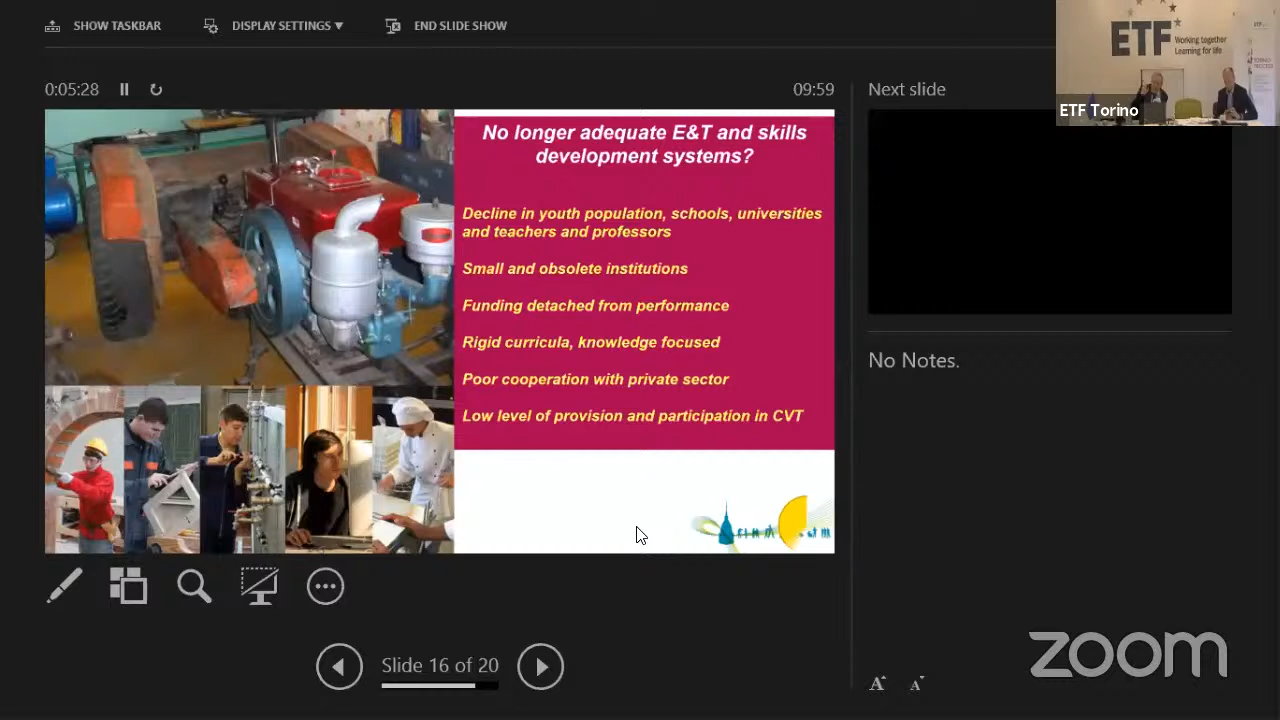 SHOW TASKBAR DISPLAY SETTINGS ▼ END SLIDE SHOW
ETF
Working together
Learning for life
ETF Torino
0:05:28
09:59
Next slide
No longer adequate E&T and skills
development systems?
Decline in youth population, schools, universities
and teachers and professors
Small and obsolete institutions
Funding detached from performance
Rigid curricula, knowledge focused
Poor cooperation with private sector
Low level of provision and participation in CVT
No Notes.
Slide 16 of 20
A A
zoom